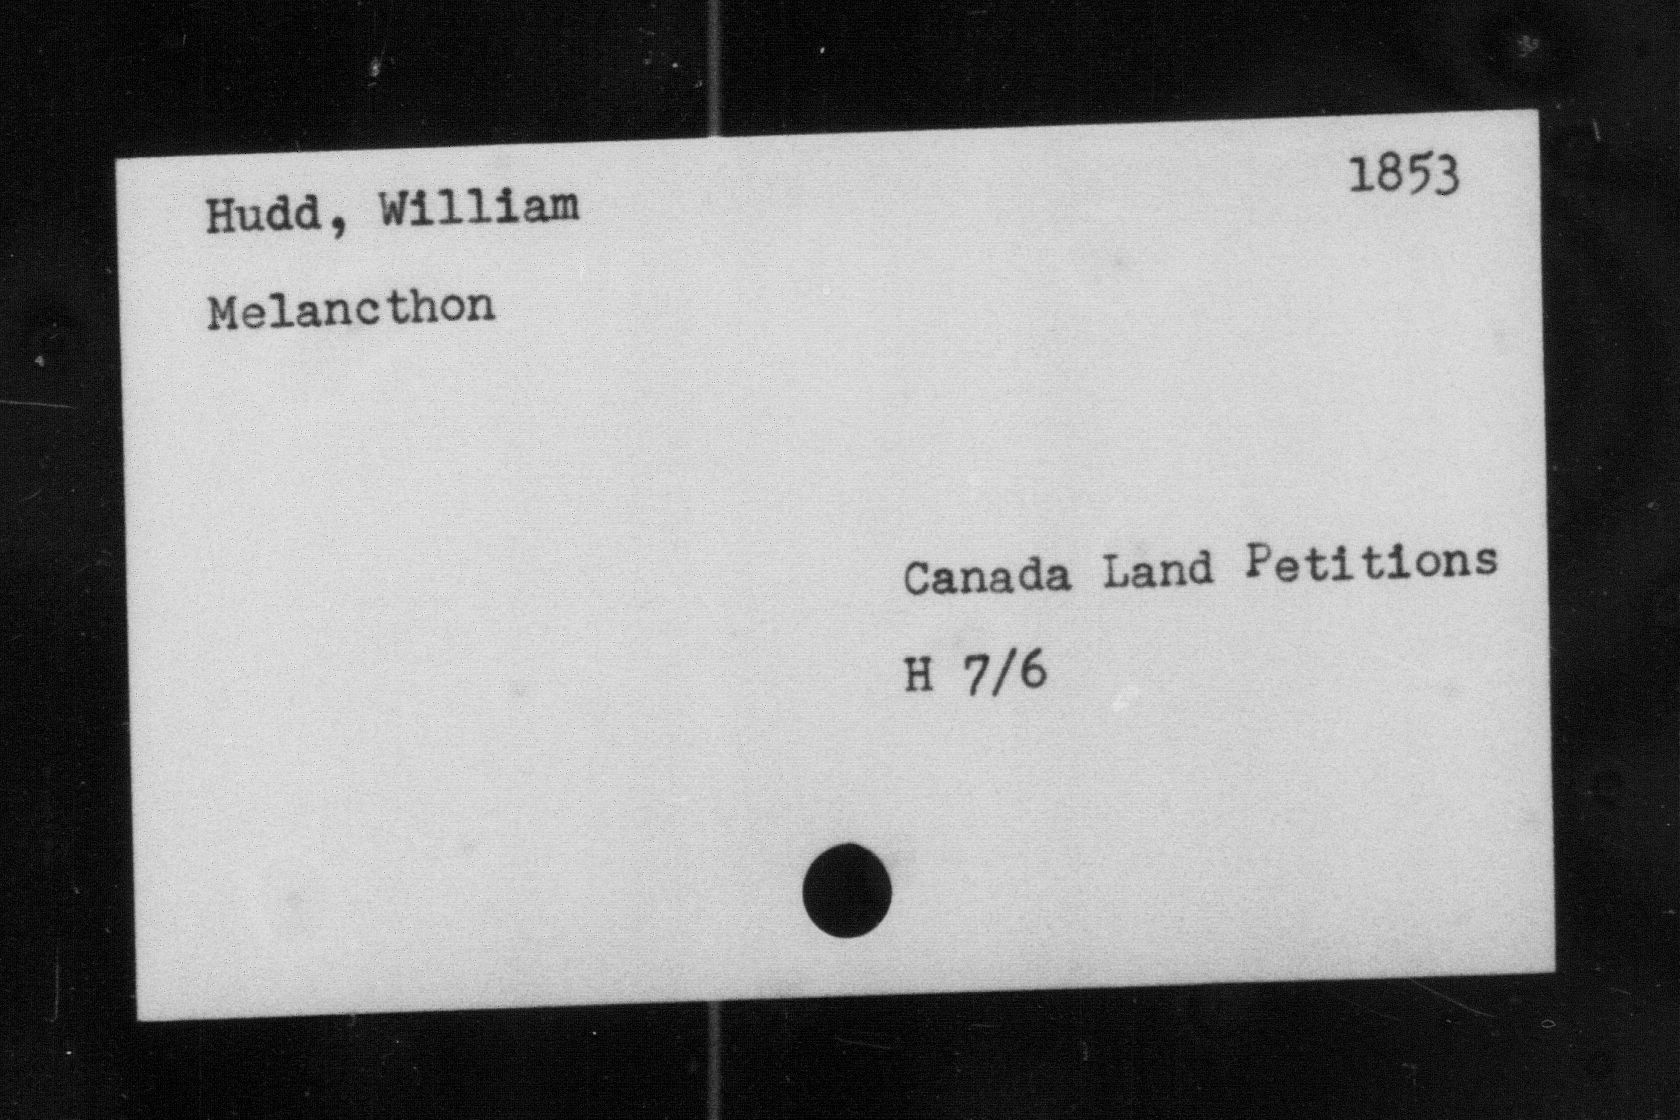 Hudd, William 1853
Melancthon
Canada Land Petitions
H 7/6